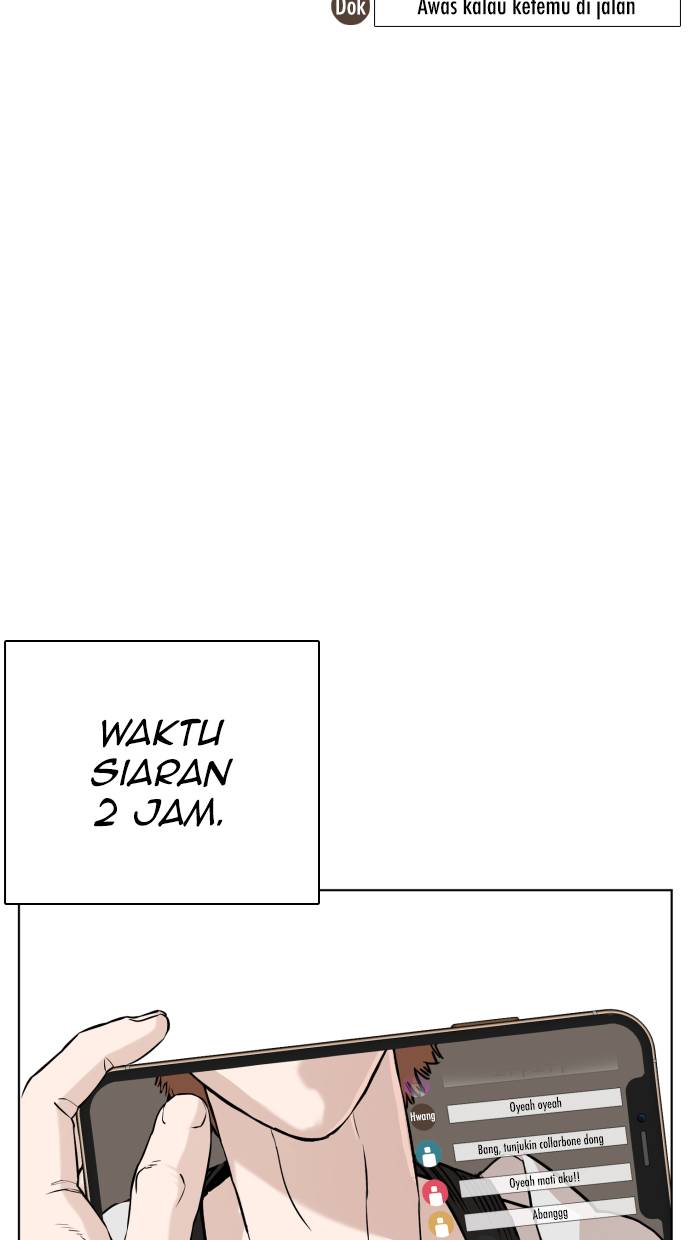 Dok Awas kalau ketemu di jalan
WAKTU
SIARAN
2 JAM.
Hwang Oyeah oyeah
Bang, tunjukin collarbone dong
Oyeah mati aku!!
Abanggg